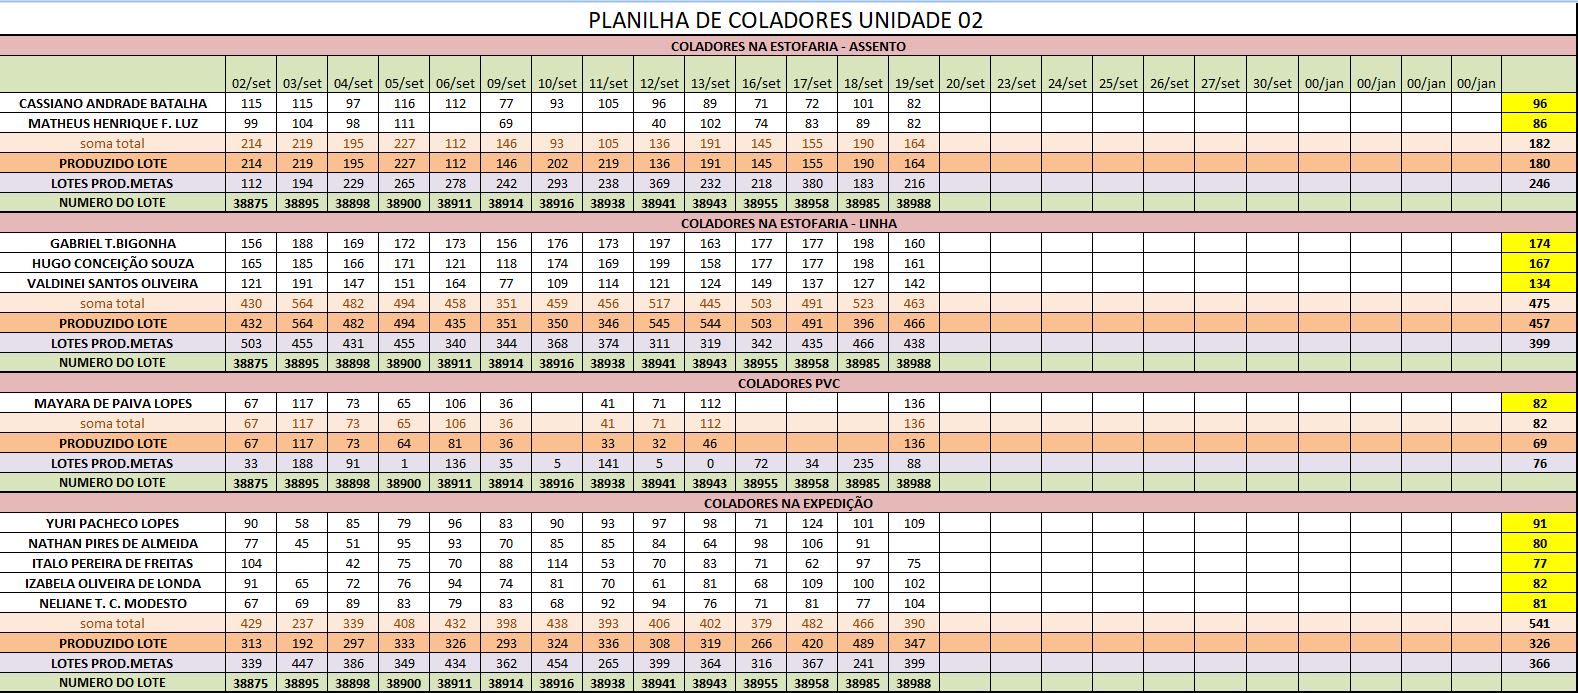 PLANILHA DE COLADORES UNIDADE 02
COLADORES NA ESTOFARIA - ASSENTO
02/set 03/set 04/set 05/set 06/set 09/set 10/set 11/set 12/set 13/set 16/set 17/set 18/set 19/set 20/set 23/set 24/set 25/set 26/set 27/set 30/set 00/jan 00/jan 00/jan 00/jan
CASSIANO ANDRADE BATALHA 115 115 97 116 112 77 93 105 96 89 71 72 101 82 96
MATHEUS HENRIQUE F. LUZ 99 104 98 111 69 40 102 74 83 89 82 86
soma total 214 219 195 227 112 146 93 105 136 191 145 155 190 164 182
PRODUZIDO LOTE 214 219 195 227 112 146 202 219 136 191 145 155 190 164 180
LOTES PROD.METAS 112 194 229 265 278 242 293 238 369 232 218 380 183 216 246
NUMERO DO LOTE 38875 38895 38898 38900 38911 38914 38916 38938 38941 38943 38955 38958 38985 38988
COLADORES NA ESTOFARIA - LINHA
GABRIEL T.BIGONHA 156 188 169 172 173 156 176 173 197 163 177 177 198 160 174
HUGO CONCEIÇÃO SOUZA 165 185 166 171 121 118 174 169 199 158 177 177 198 161 167
VALDINEI SANTOS OLIVEIRA 121 191 147 151 164 77 109 114 121 124 149 137 127 142 134
soma total 430 564 482 494 458 351 459 456 517 445 503 491 523 463 475
PRODUZIDO LOTE 432 564 482 494 435 351 350 346 545 544 503 491 396 466 457
LOTES PROD.METAS 503 455 431 455 340 344 368 374 311 319 342 435 466 438 399
NUMERO DO LOTE 38875 38895 38898 38900 38911 38914 38916 38938 38941 38943 38955 38958 38985 38988
COLADORES PVC
MAYARA DE PAIVA LOPES 67 117 73 65 106 36 41 71 112 136 82
soma total 67 117 73 65 106 36 41 71 112 136 82
PRODUZIDO LOTE 67 117 73 64 81 36 33 32 46 136 69
LOTES PROD.METAS 33 188 91 1 136 35 5 141 5 0 72 34 235 88 76
NUMERO DO LOTE 38875 38895 38898 38900 38911 38914 38916 38938 38941 38943 38955 38958 38985 38988
COLADORES NA EXPEDIÇÃO
YURI PACHECO LOPES 90 58 85 79 96 83 90 93 97 98 71 124 101 109 91
NATHAN PIRES DE ALMEIDA 77 45 51 95 93 70 85 85 84 64 98 106 91 80
ITALO PEREIRA DE FREITAS 104 42 75 70 88 114 53 70 83 71 62 97 75 77
IZABELA OLIVEIRA DE LONDA 91 65 72 76 94 74 81 70 61 81 68 109 100 102 82
NELIANE T. C. MODESTO 67 69 89 83 79 83 68 92 94 76 71 81 77 104 81
soma total 429 237 339 408 432 398 438 393 406 402 379 482 466 390 541
PRODUZIDO LOTE 313 192 297 333 326 293 324 336 308 319 266 420 489 347 326
LOTES PROD.METAS 339 447 386 349 434 362 454 265 399 364 316 367 241 399 366
NUMERO DO LOTE 38875 38895 38898 38900 38911 38914 38916 38938 38941 38943 38955 38958 38985 38988